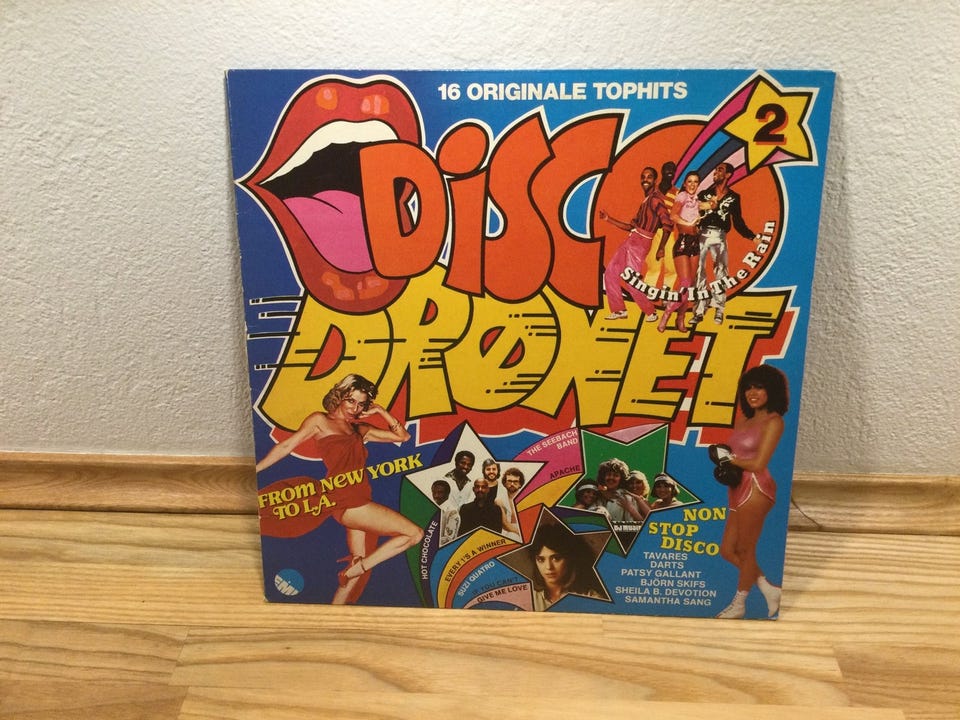 16 ORIGINALE TOPHITS
2
DiSCO
DRØNET
Singin' In The Rain
FROM NEW YORK
TO L.A.
THE SEEBACH
BAND
APACHE
HOT CHOCOLATE
EVERY 1'S A WINNER
SUZI QUATRO
IF YOU CAN'T
GIVE ME LOVE
NON
STOP
DISCO
TAVARES
DARTS
PATSY GALLANT
BJÖRN SKIFS
SHEILA B. DEVOTION
SAMANTHA SANG
EMI